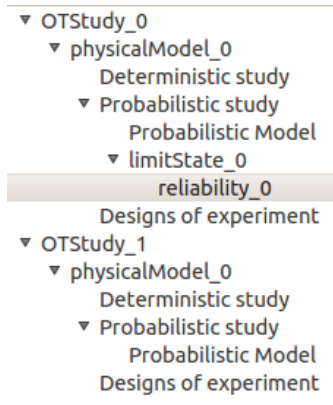 OTStudy_0
physicalModel_0
Deterministic study
Probabilistic study
Probabilistic Model
limitState_0
reliability_0
Designs of experiment
OTStudy_1
physicalModel_0
Deterministic study
Probabilistic study
Probabilistic Model
Designs of experiment